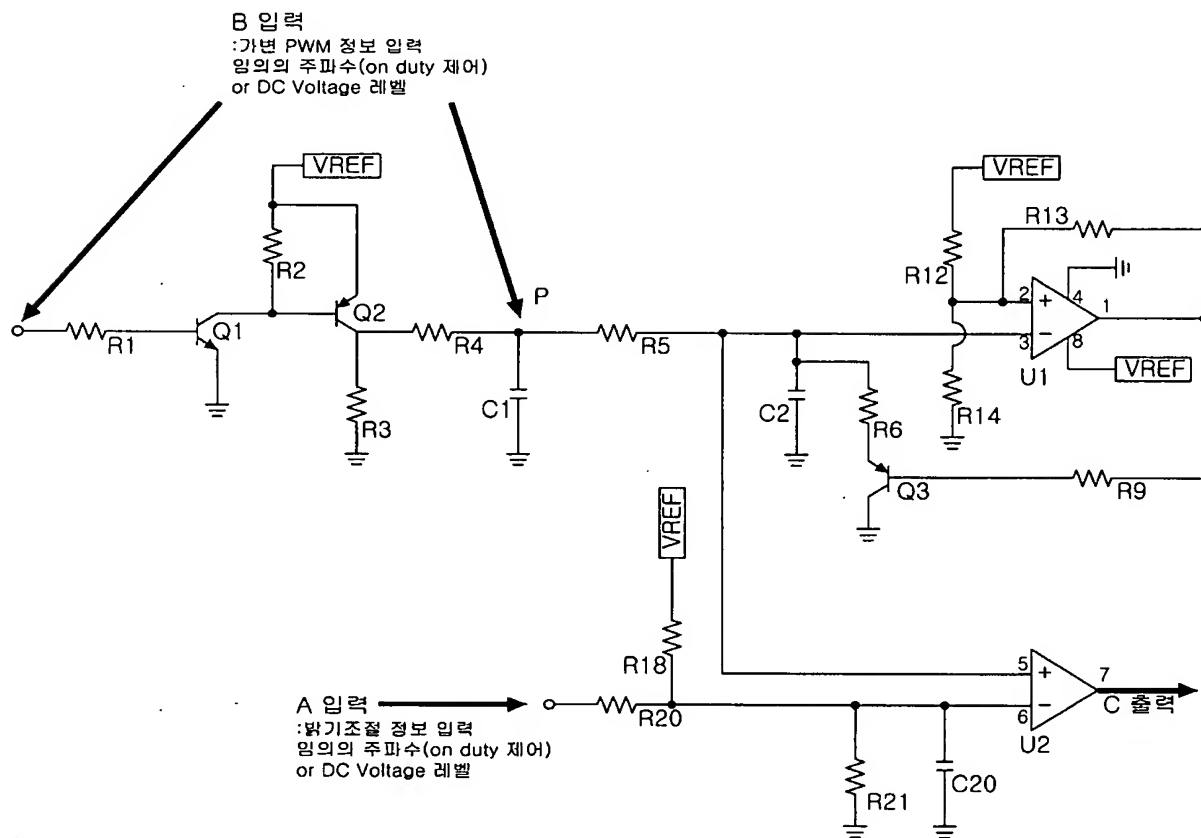 B 입력
:가변 PWM 정보 입력
임의의 주파수(on duty 제어)
or DC Voltage 레벨
VREF
R2
Q2
R1
Q1
R3
R4
P
C1
R5
VREF
R13
R12
2
+
4
1
3
-
8
U1
VREF
C2
R6
R14
Q3
R9
VREF
R18
A 입력
:밝기조절 정보 입력
임의의 주파수(on duty 제어)
or DC Voltage 레벨
R20
5
+
7
6
-
C 출력
U2
R21
C20